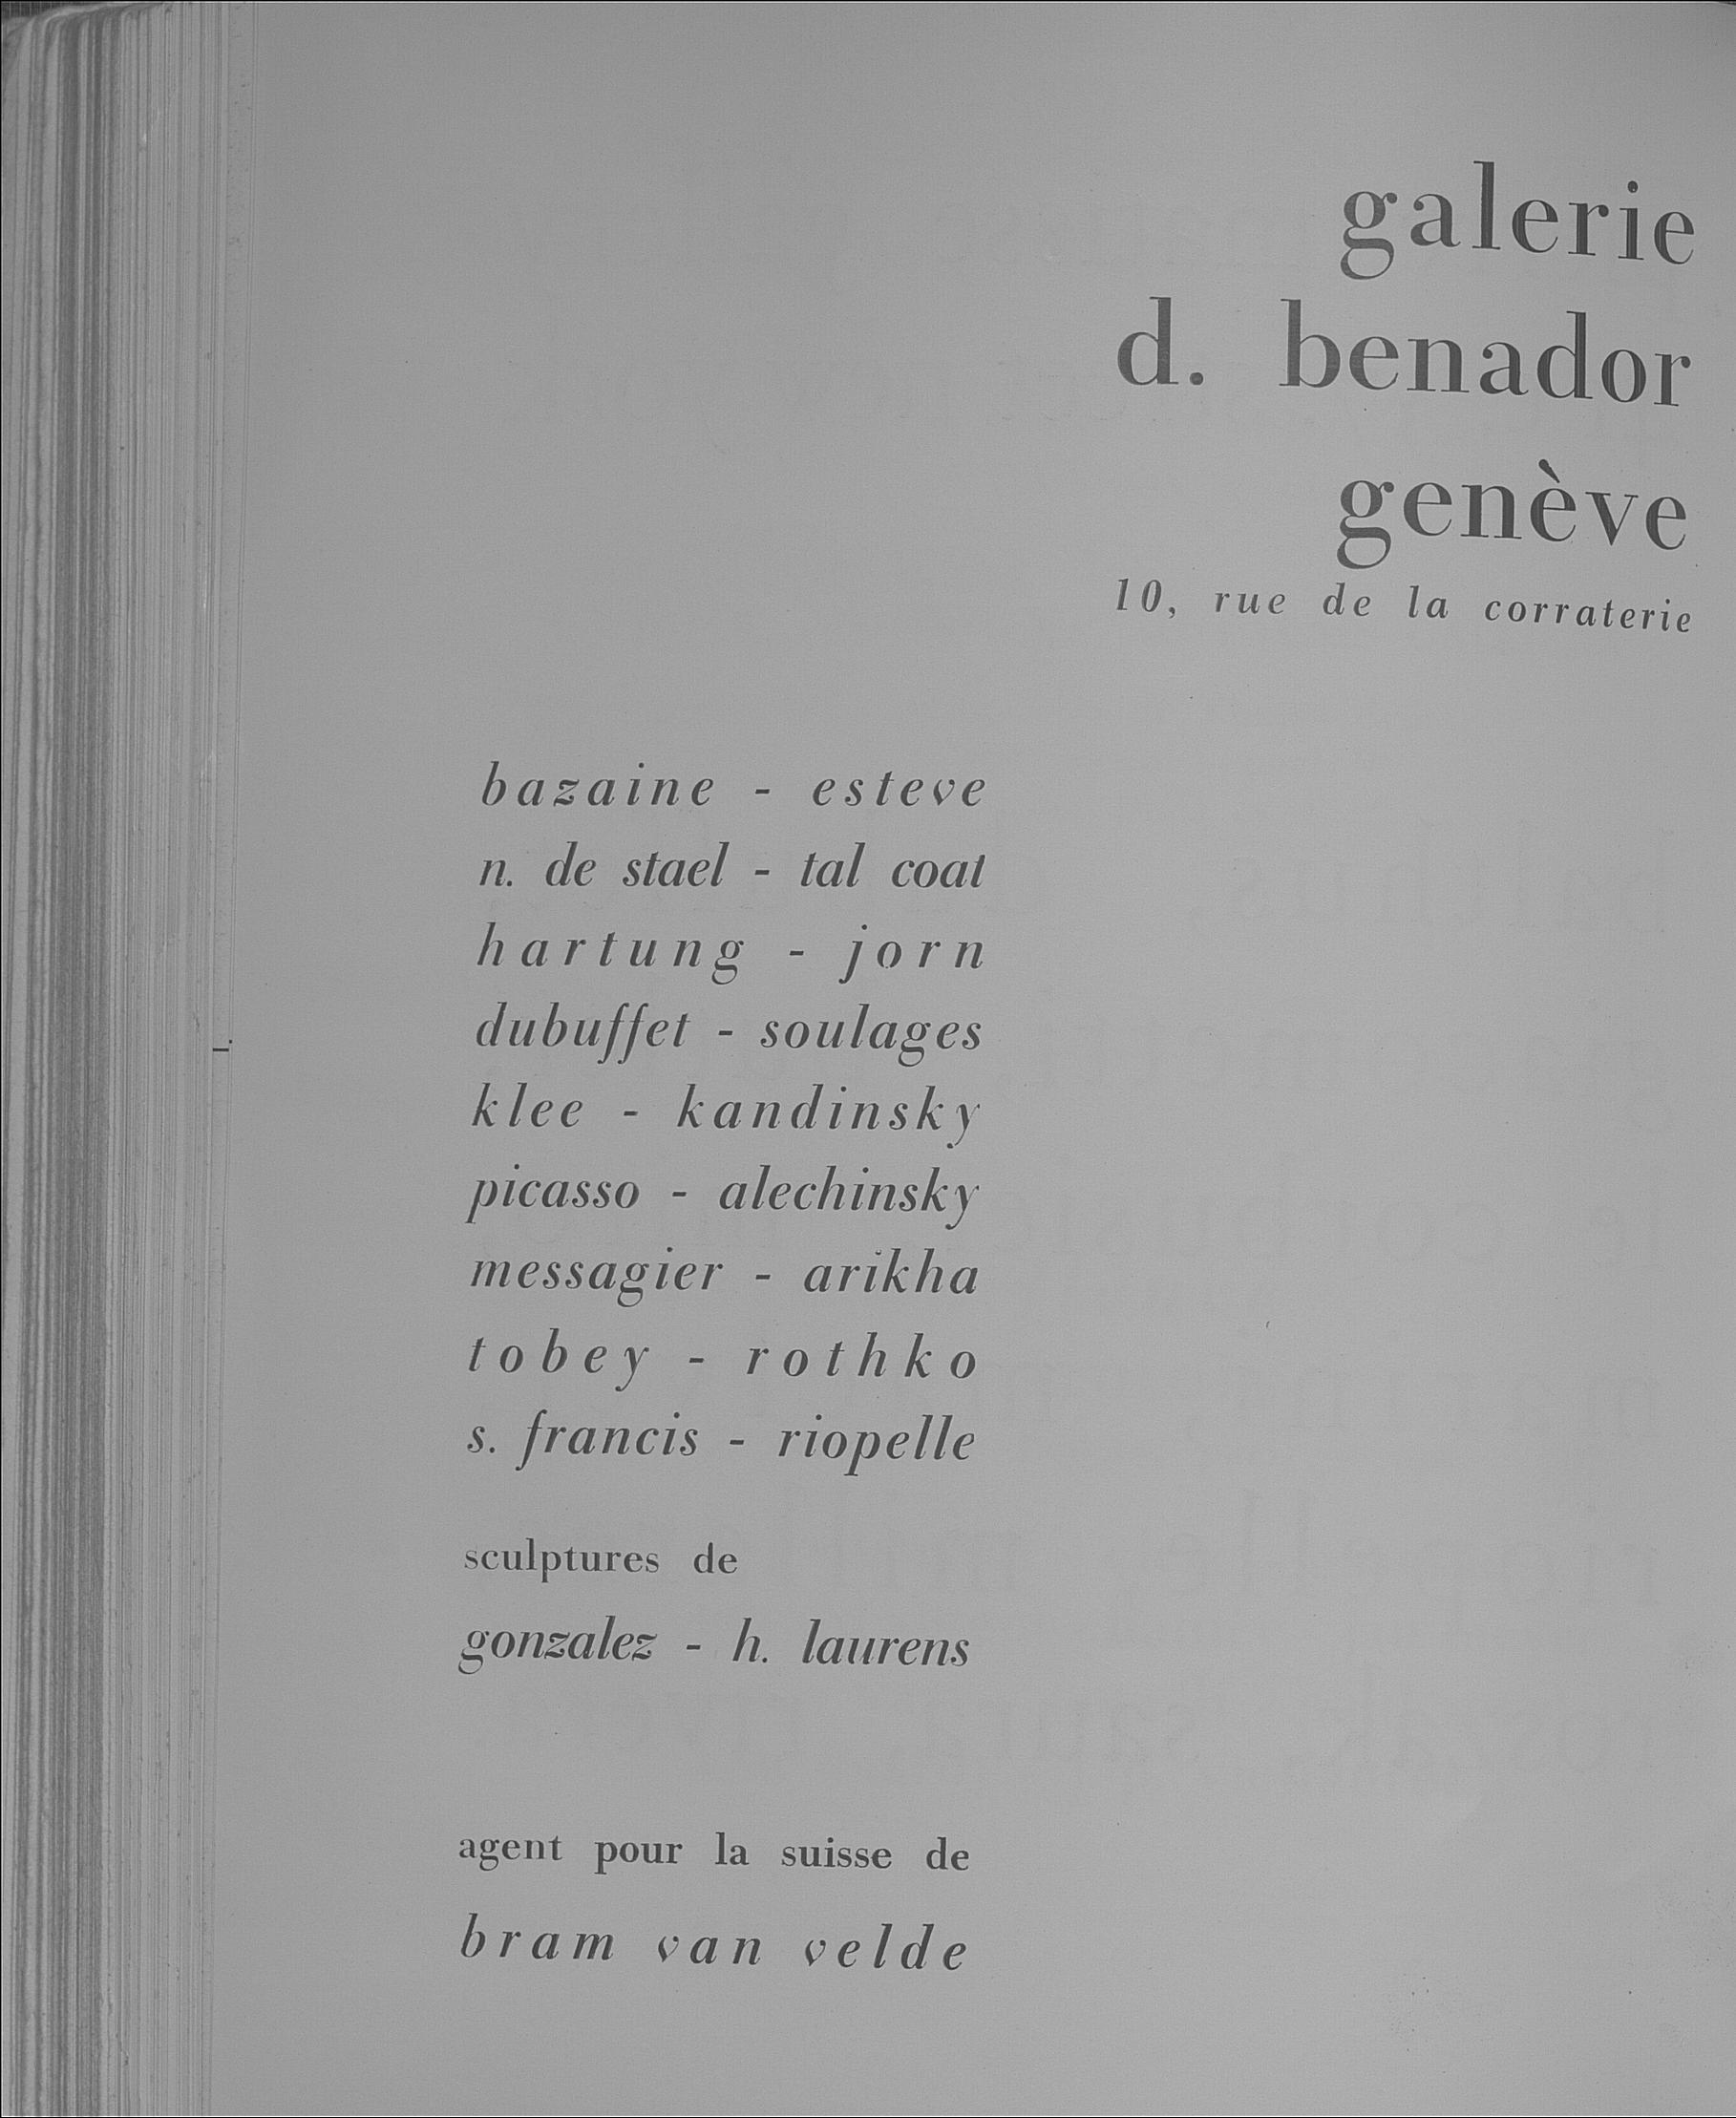 galerie
d. benador
genève
10, rue de la corraterie
bazaine - esteve
n. de stael - tal coat
hartung - jorn
dubuffet - soulages
klee - kandinsky
picasso - alechinsky
messagier - arikha
tobey - rothko
s. francis - riopelle
sculptures de
gonzalez - h. laurens
agent pour la suisse de
bram van velde